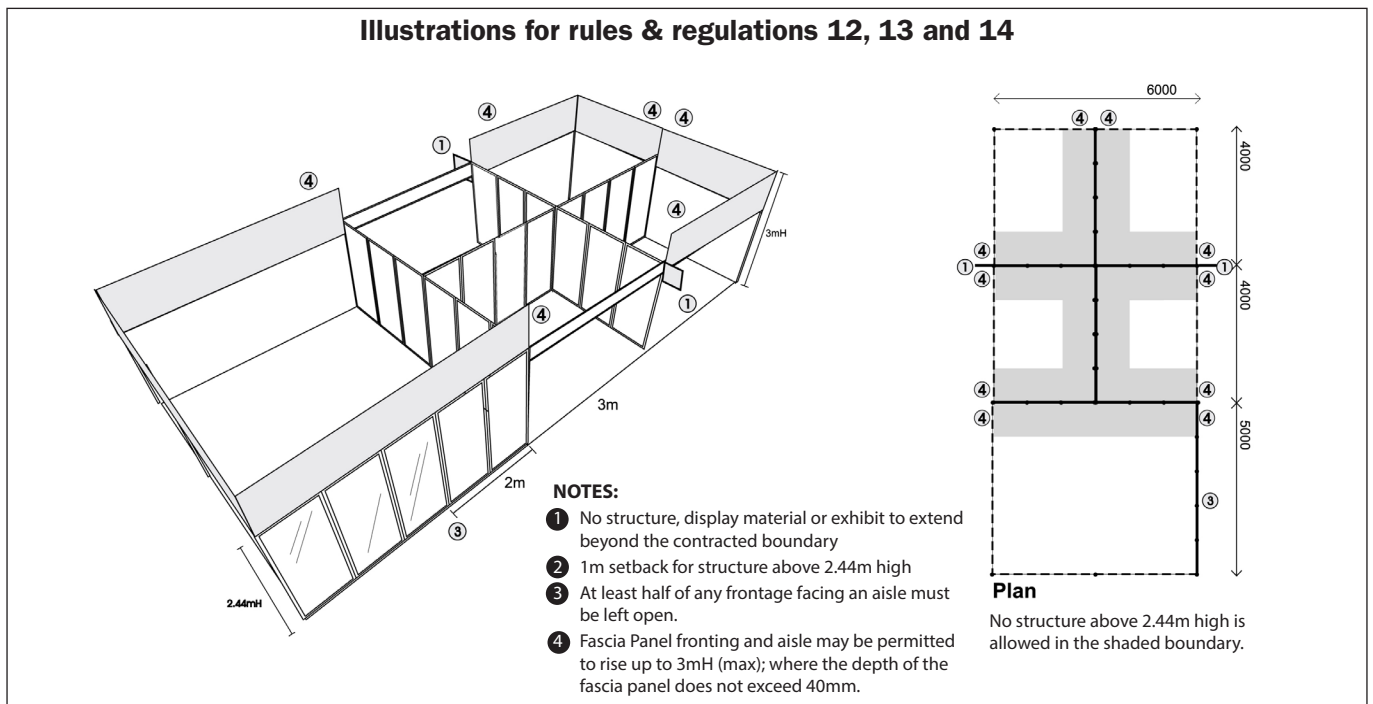 Illustrations for rules & regulations 12, 13 and 14
4
4
4
1
4
4
3mH
1
4
3m
2m
3
2.44mH
6000
4
4
4000
4
4
1
1
4
4
4000
4
4
4
4
5000
3
NOTES:
1 No structure, display material or exhibit to extend
beyond the contracted boundary
2 1m setback for structure above 2.44m high
3 At least half of any frontage facing an aisle must
be left open.
4 Fascia Panel fronting and aisle may be permitted
to rise up to 3mH (max); where the depth of the
fascia panel does not exceed 40mm.
Plan
No structure above 2.44m high is
allowed in the shaded boundary.